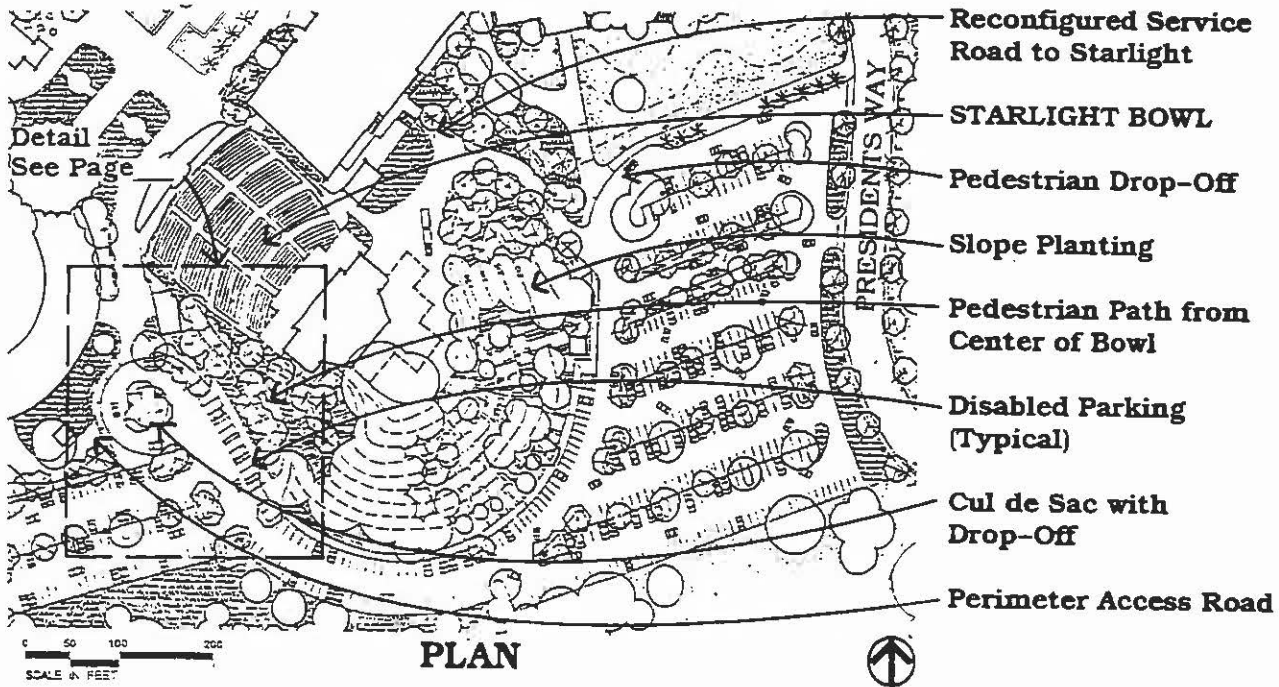 Reconfigured Service
Road to Starlight
STARLIGHT BOWL
Detail
See Page
Pedestrian Drop-Off
Slope Planting
PRESIDENTS WAY
Pedestrian Path from
Center of Bowl
Disabled Parking
(Typical)
Cul de Sac with
Drop-Off
Perimeter Access Road
0 50 100 200
SCALE IN FEET
PLAN